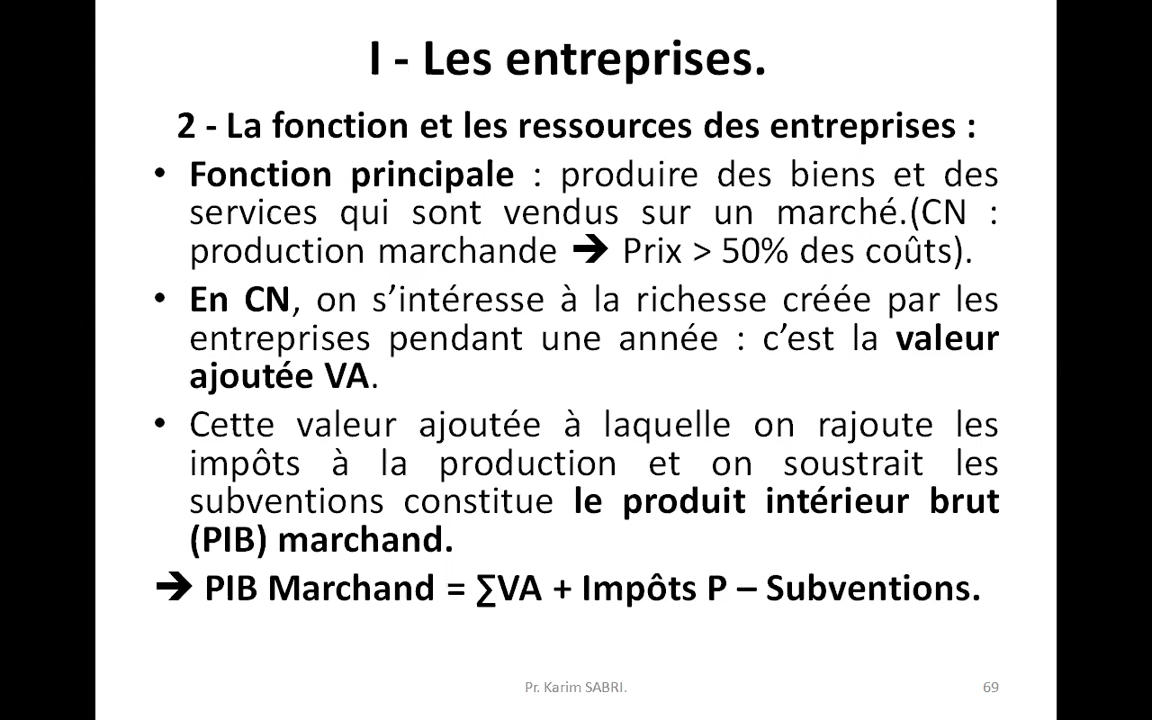 I - Les entreprises.
2 - La fonction et les ressources des entreprises :
• Fonction principale : produire des biens et des
services qui sont vendus sur un marché.(CN :
production marchande ➔ Prix > 50% des coûts).
• En CN, on s’intéresse à la richesse créée par les
entreprises pendant une année : c’est la valeur
ajoutée VA.
• Cette valeur ajoutée à laquelle on rajoute les
impôts à la production et on soustrait les
subventions constitue le produit intérieur brut
(PIB) marchand.
➔ PIB Marchand = ∑VA + Impôts P – Subventions.
Pr. Karim SABRI.
69